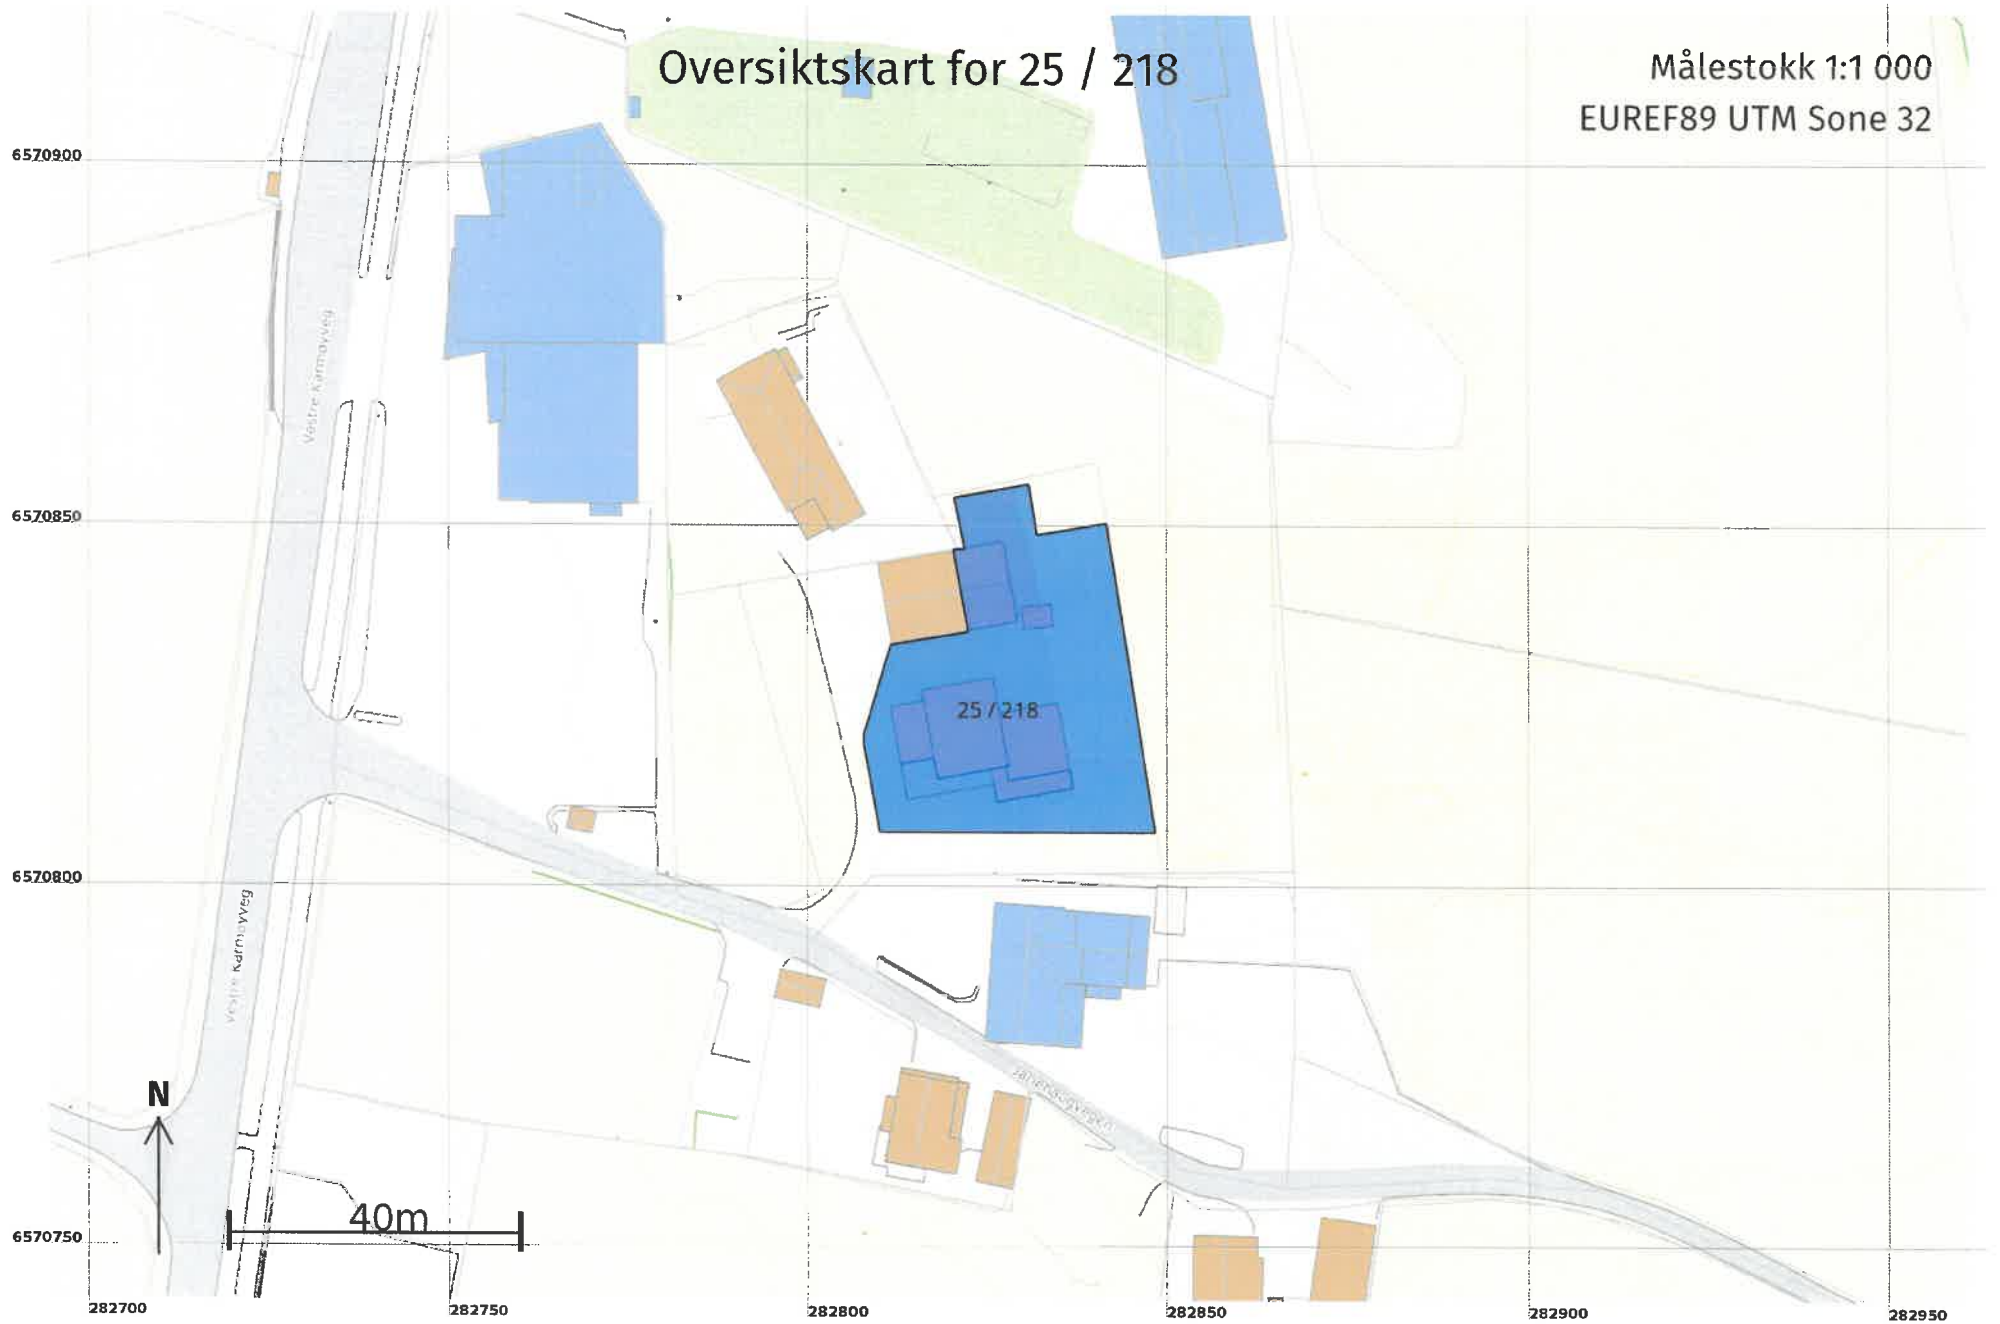 Oversiktskart for 25 / 218
Målestokk 1:1 000
EUREF89 UTM Sone 32
6570900
Vestre Karmøyveg
6570850
25 / 218
6570800
Vestre Karmøyveg
N
40m
6570750
282700
282750
282800
282850
282900
282950